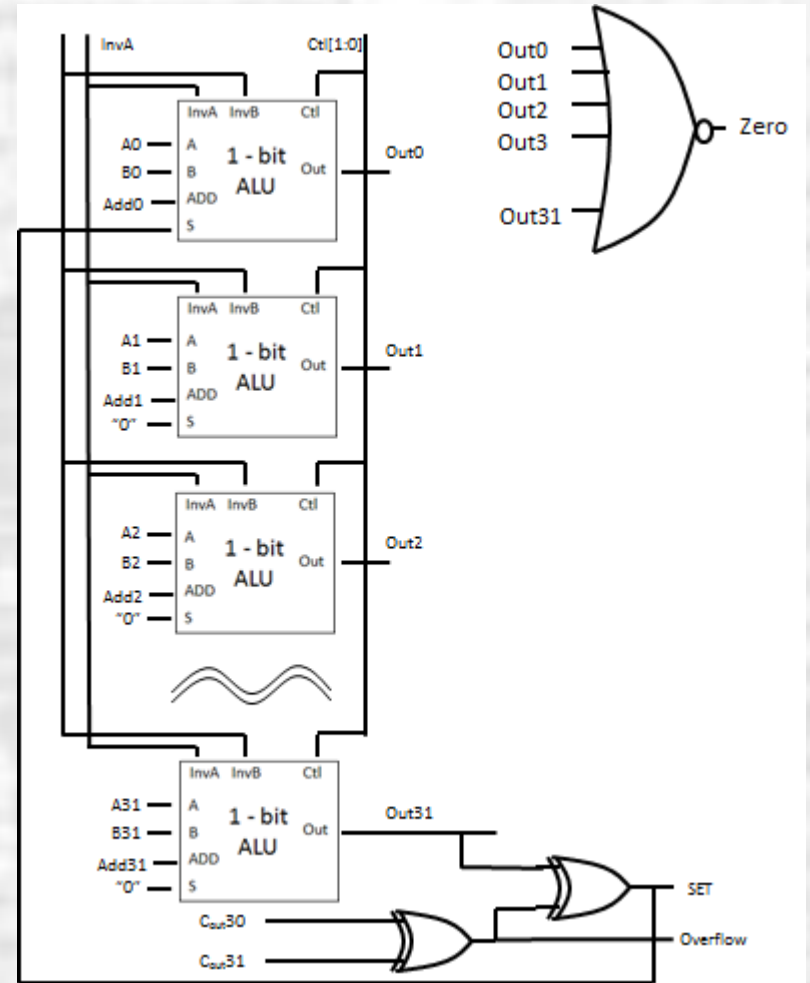 InvA Ctl[1:0]
InvA InvB Ctl
A0 A
B0 B
Add0 ADD
S
1 - bit
ALU
Out
Out0
InvA InvB Ctl
A1 A
B1 B
Add1 ADD
"0" S
1 - bit
ALU
Out
Out1
InvA InvB Ctl
A2 A
B2 B
Add2 ADD
"0" S
1 - bit
ALU
Out
Out2
InvA InvB Ctl
A31 A
B31 B
Add31 ADD
"0" S
1 - bit
ALU
Out
Out31
Cout30
Cout31
SET
Overflow
Out0
Out1
Out2
Out3
Out31
Zero